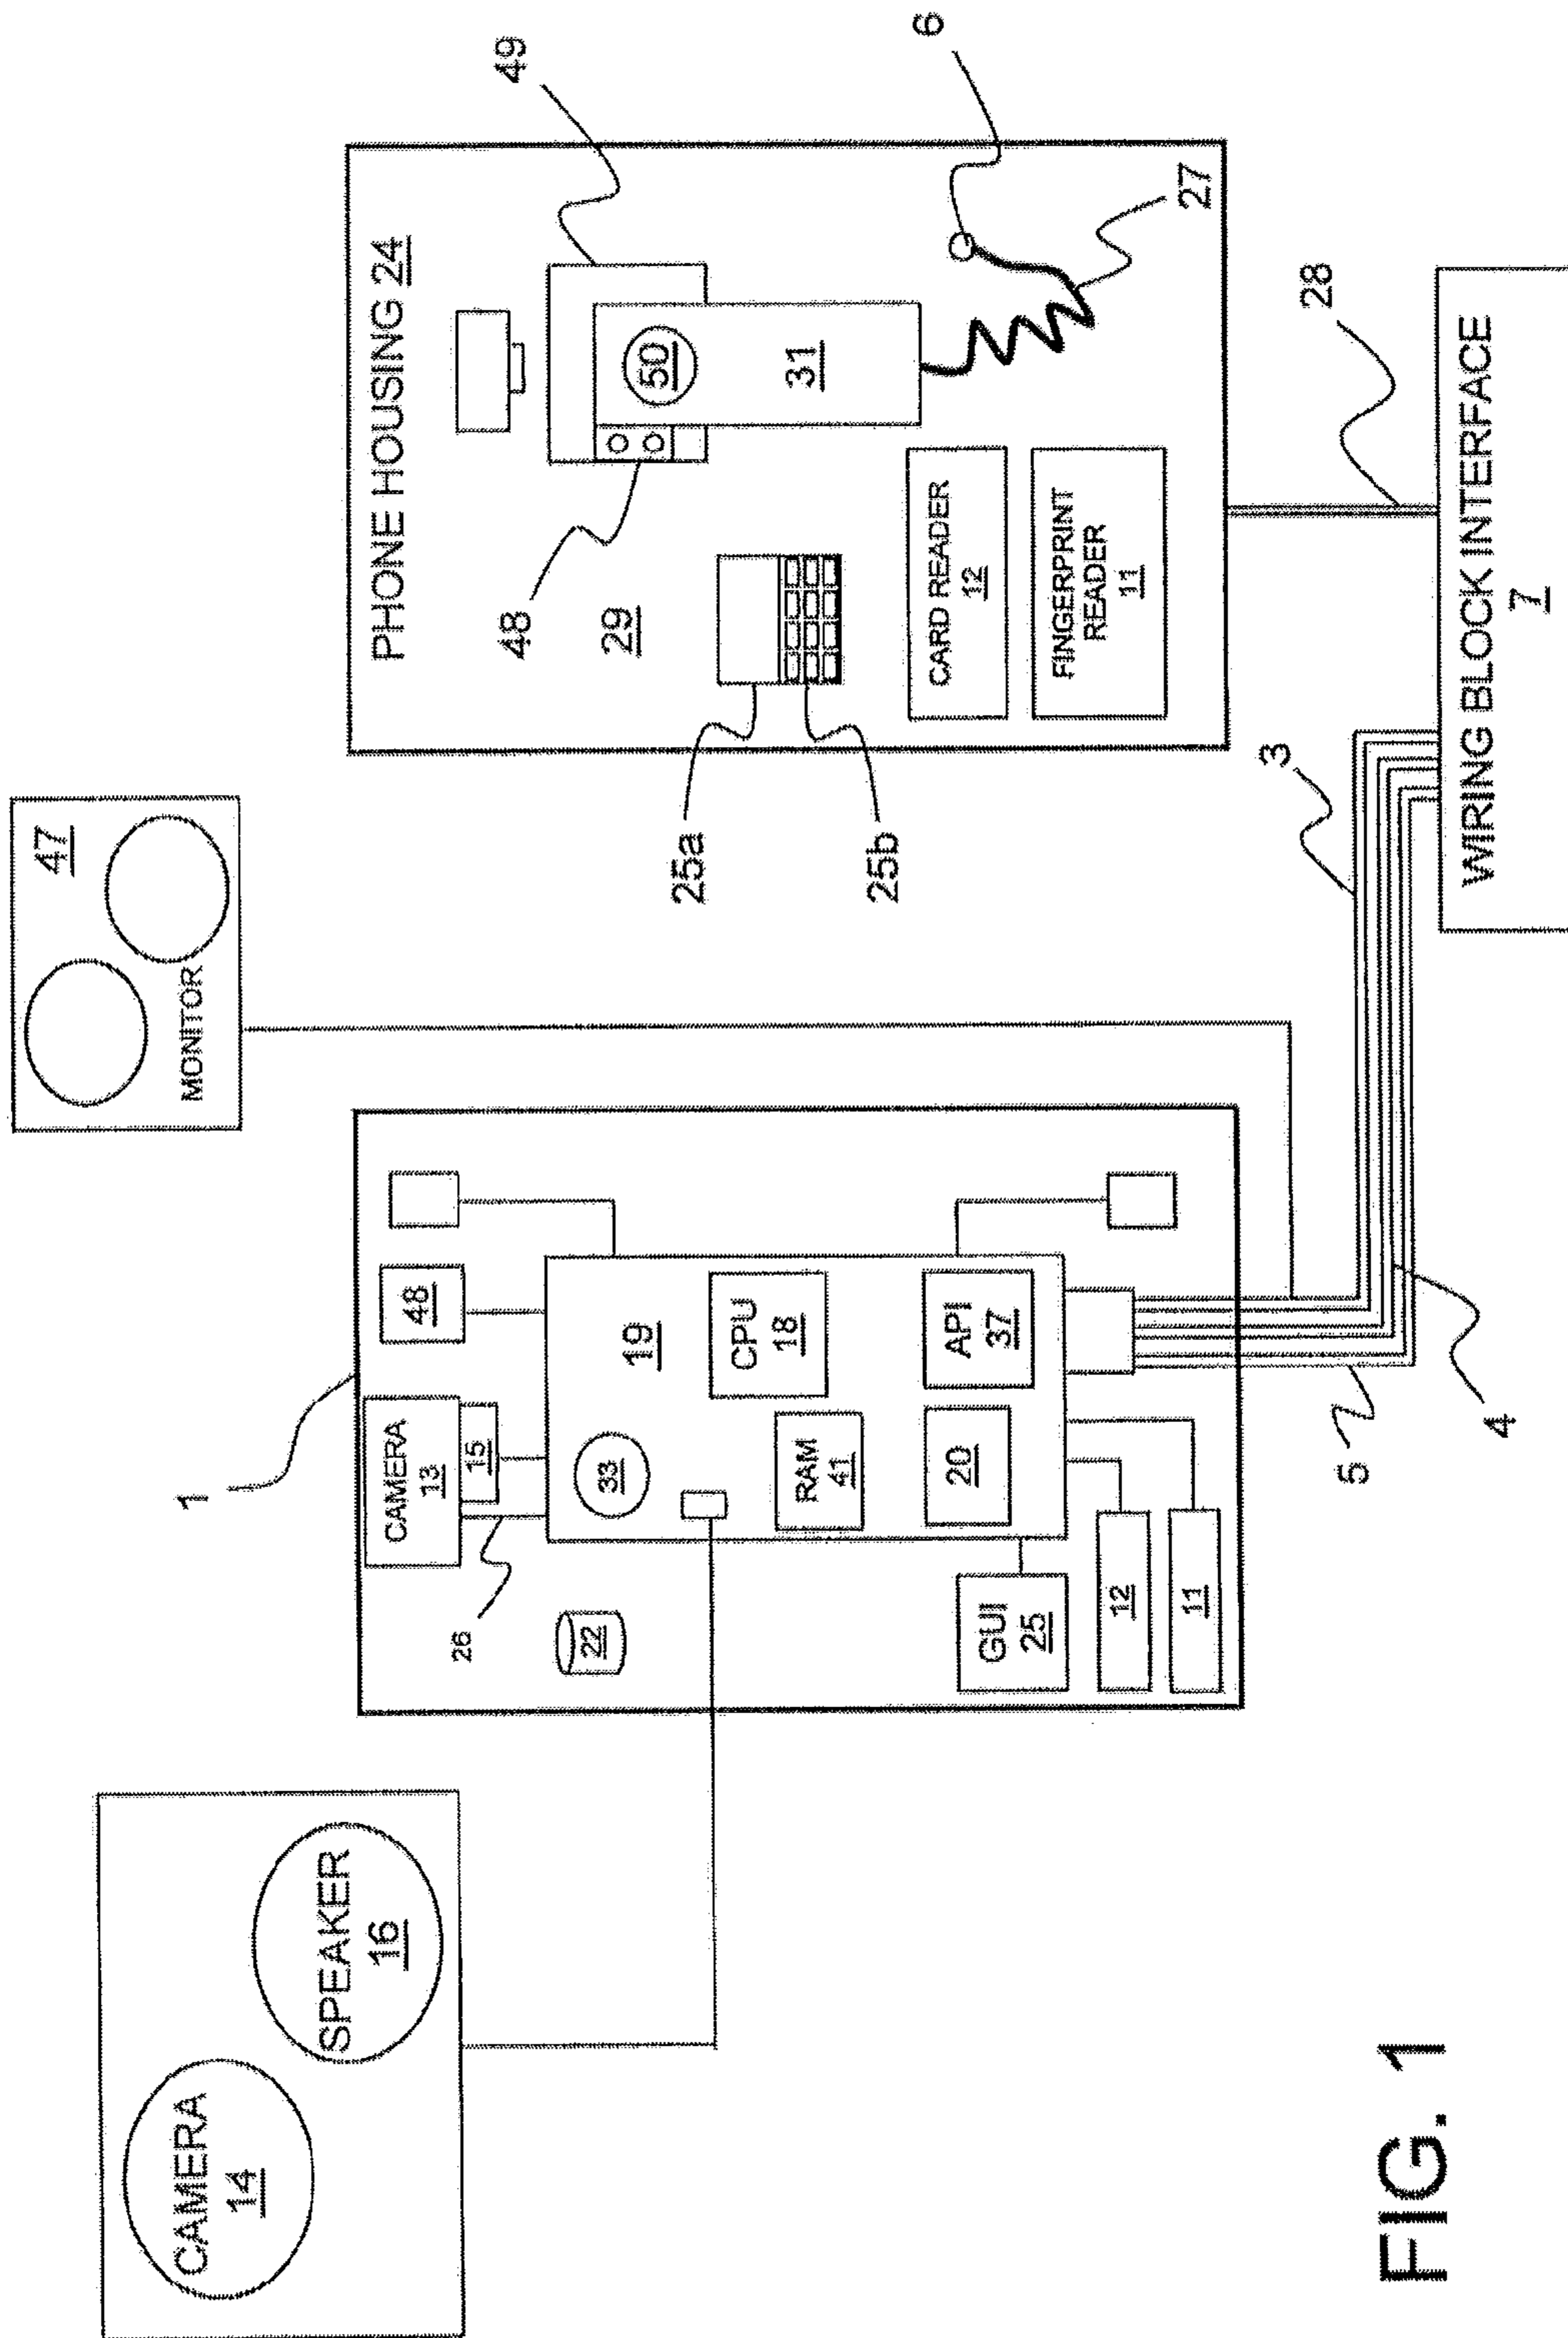 CAMERA
14
SPEAKER
16
1
CAMERA
13
15
26
48
22
33
19
CPU
18
RAM
41
20
API
37
GUI
25
12
11
5
4
3
MONITOR
47
PHONE HOUSING 24
49
48
50
31
29
25a
25b
6
27
CARD READER
12
FINGERPRINT
READER
11
28
WIRING BLOCK INTERFACE
7
FIG. 1